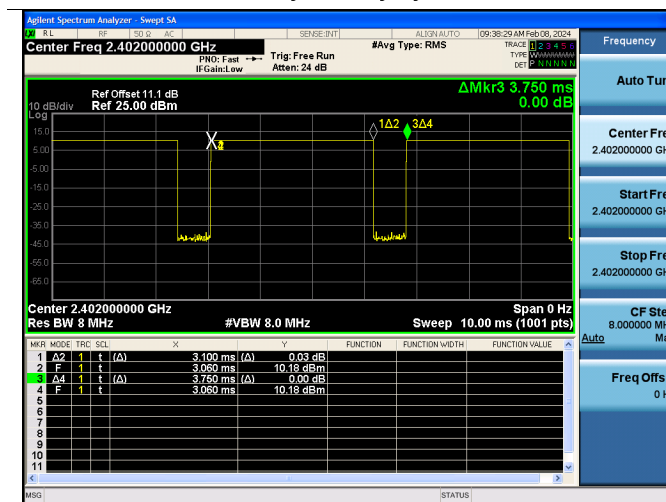 Agilent Spectrum Analyzer - Swept SA
LXI RL RF 50 Ω AC SENSE:INT ALIGN AUTO 09:38:29 AM Feb 08, 2024
Center Freq 2.402000000 GHz #Avg Type: RMS TRACE 1 2 3 4 5 6
PNO: Fast Trig: Free Run TYPE WWWWWW
IFGain:Low Atten: 24 dB DET P N N N N N
Ref Offset 11.1 dB ΔMkr3 3.750 ms
10 dB/div Ref 25.00 dBm 0.00 dB
Log
15.0 1Δ2 3Δ4
5.00 X
-5.00
-15.0
-25.0
-35.0
-45.0
-55.0
-65.0
Center 2.402000000 GHz Span 0 Hz
Res BW 8 MHz #VBW 8.0 MHz Sweep 10.00 ms (1001 pts)
MKR MODE TRC SCL X Y FUNCTION FUNCTION WIDTH FUNCTION VALUE
1 Δ2 1 t (Δ) 3.100 ms (Δ) 0.03 dB
2 F 1 t 3.060 ms 10.18 dBm
3 Δ4 1 t (Δ) 3.750 ms (Δ) 0.00 dB
4 F 1 t 3.060 ms 10.18 dBm
5
6
7
8
9
10
11
MSG STATUS
Frequency
Auto Tun
Center Fre
2.402000000 GH
Start Fre
2.402000000 GH
Stop Fre
2.402000000 GH
CF Ste
8.000000 MH
Auto Ma
Freq Offs
0 H